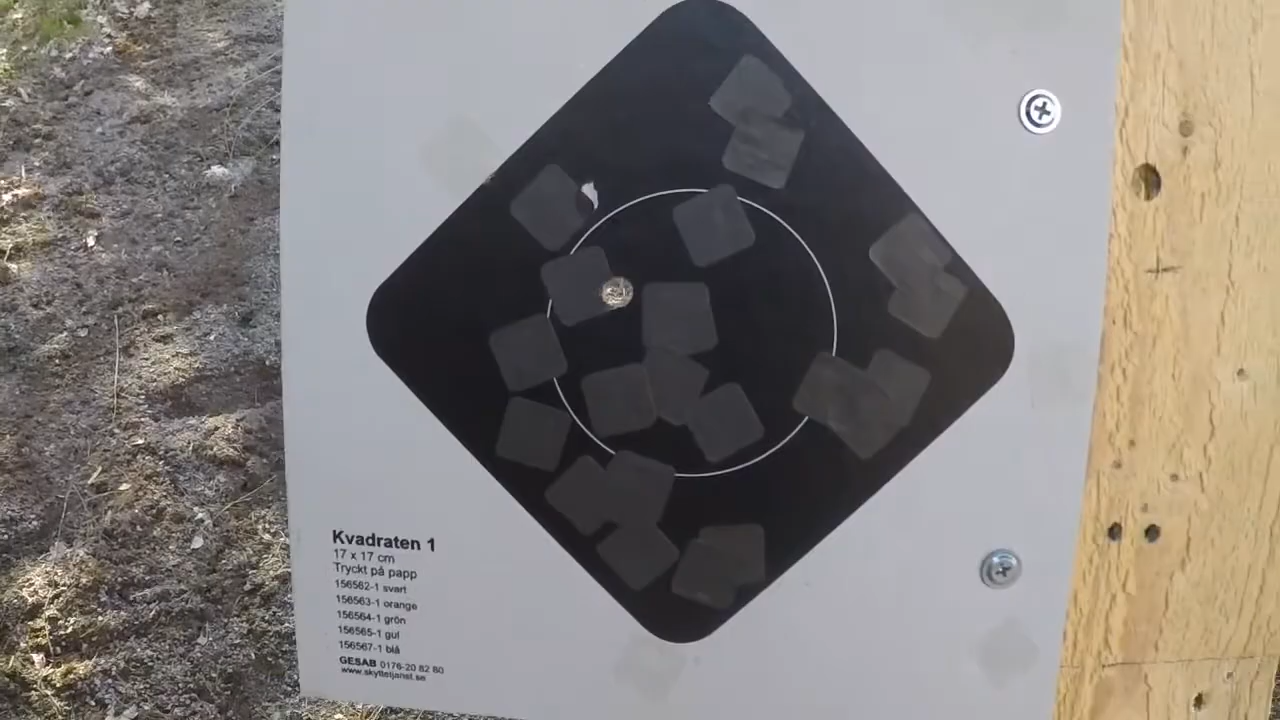 Kvadraten 1
17 x 17 cm
Tryckt på papp
156562-1 svart
156563-1 orange
156564-1 grön
156565-1 gul
156567-1 blå
GESAB 0176-20 82 80
www.skyttetjanst.se